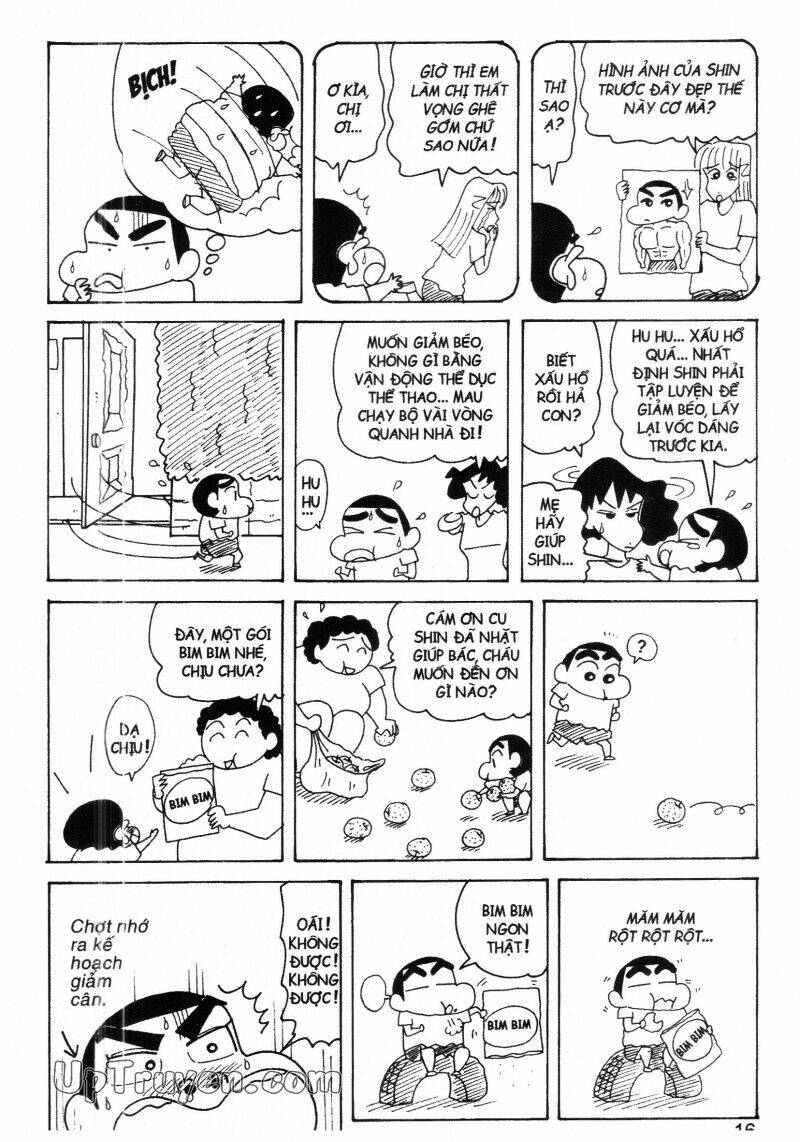 HÌNH ẢNH CỦA SHIN
TRƯỚC ĐÂY ĐẸP THẾ
NÀY CƠ MÀ?
THÌ
SAO
Ạ?
GIỜ THÌ EM
LÀM CHỊ THẤT
VỌNG GHÊ
GỚM CHỨ
SAO NỮA!
Ơ KÌA,
CHỊ
ƠI...
BỊCH!
HU HU... XẤU HỔ
QUÁ... NHẤT
ĐỊNH SHIN PHẢI
TẬP LUYỆN ĐỂ
GIẢM BÉO, LẤY
LẠI VÓC DÁNG
TRƯỚC KIA.
BIẾT
XẤU HỔ
RỒI HẢ
CON?
MẸ
HÃY
GIÚP
SHIN...
MUỐN GIẢM BÉO,
KHÔNG GÌ BẰNG
VẬN ĐỘNG THỂ DỤC
THỂ THAO... MAU
CHẠY BỘ VÀI VÒNG
QUANH NHÀ ĐI!
HU
HU
...
?
CÁM ƠN CU
SHIN ĐÃ NHẶT
GIÚP BÁC, CHÁU
MUỐN ĐỀN ƠN
GÌ NÀO?
ĐÂY, MỘT GÓI
BIM BIM NHÉ,
CHỊU CHƯA?
DẠ
CHỊU!
BIM BIM
MĂM MĂM
RỘT RỘT RỘT...
BIM BIM
BIM BIM
NGON
THẬT!
BIM BIM
OÁI!
KHÔNG
ĐƯỢC!
KHÔNG
ĐƯỢC!
Chợt nhớ
ra kế
hoạch
giảm
cân.
UpTruyen.com
16